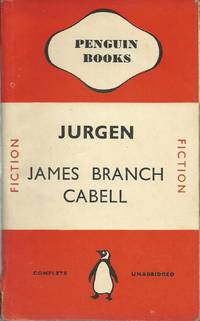 PENGUIN
BOOKS
JURGEN
FICTION
FICTION
JAMES BRANCH
CABELL
COMPLETE UNABRIDGED